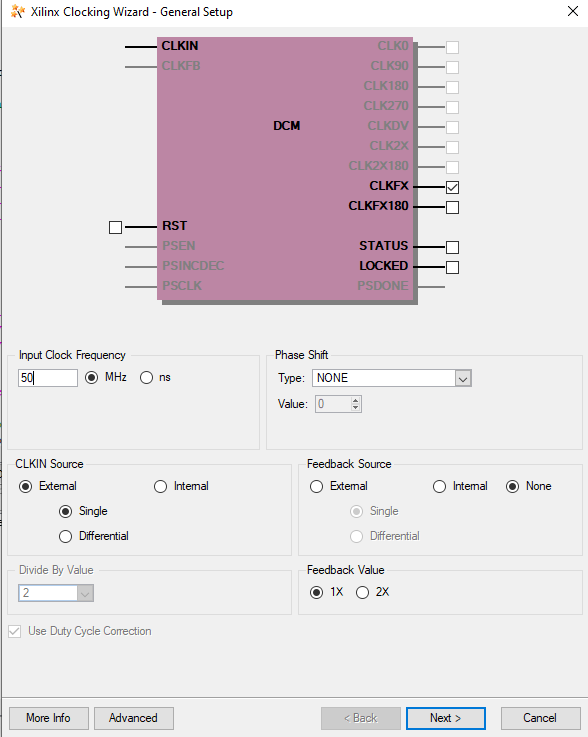 Xilinx Clocking Wizard - General Setup
CLKIN CLK0
CLKFB CLK90
CLK180
CLK270
DCM CLKDV
CLK2X
CLK2X180
CLKFX
CLKFX180
RST
PSEN STATUS
PSINCDEC LOCKED
PSCLK PSDONE
Input Clock Frequency Phase Shift
50 MHz ns Type: NONE
Value: 0
CLKIN Source Feedback Source
External Internal External Internal None
Single Single
Differential Differential
Divide By Value Feedback Value
2 1X 2X
Use Duty Cycle Correction
More Info Advanced < Back Next > Cancel